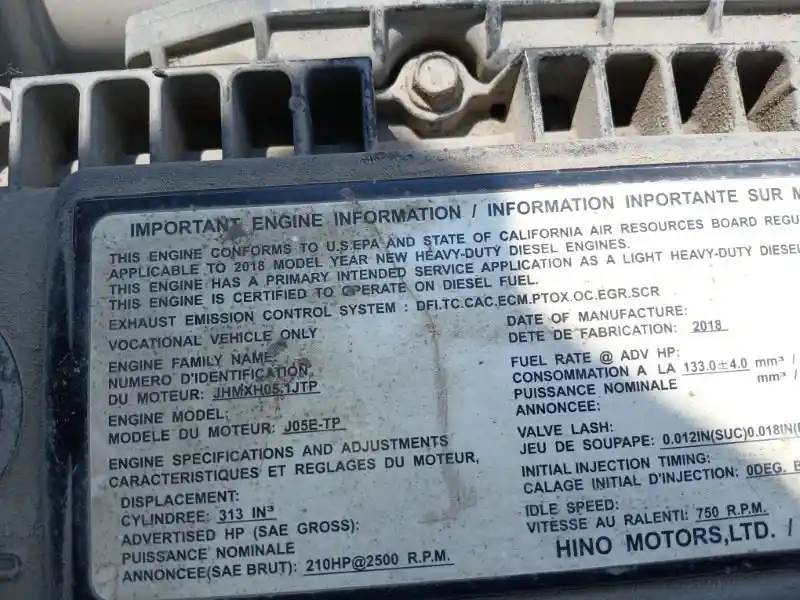 IMPORTANT ENGINE INFORMATION / INFORMATION INPORTANTE SUR
THIS ENGINE CONFORMS TO U.S.EPA AND STATE OF CALIFORNIA AIR RESOURCES BOARD REGU
APPLICABLE TO 2018 MODEL YEAR NEW HEAVY-DUTY DIESEL ENGINES.
THIS ENGINE HAS A PRIMARY INTENDED SERVICE APPLICATION AS A LIGHT HEAVY-DUTY DIESEL
THIS ENGINE IS CERTIFIED TO OPERATE ON DIESEL FUEL.
EXHAUST EMISSION CONTROL SYSTEM : DFI,TC,CAC,ECM,PTOX,OC,EGR,SCR
VOCATIONAL VEHICLE ONLY
ENGINE FAMILY NAME
NUMERO D'IDENTIFICATION
DU MOTEUR: JHMXH05.1JTP
ENGINE MODEL:
MODELE DU MOTEUR: J05E-TP
ENGINE SPECIFICATIONS AND ADJUSTMENTS
CARACTERISTIQUES ET REGLAGES DU MOTEUR,
DISPLACEMENT:
CYLINDREE: 313 IN³
ADVERTISED HP (SAE GROSS):
PUISSANCE NOMINALE
ANNONCEE(SAE BRUT): 210HP@2500 R.P.M.
DATE OF MANUFACTURE:
DETE DE FABRICATION: 2018
FUEL RATE @ ADV HP:
CONSOMMATION A LA 133.0±4.0 mm³ /
PUISSANCE NOMINALE mm³ /
ANNONCEE:
VALVE LASH:
JEU DE SOUPAPE: 0.012IN(SUC)0.018IN(
INITIAL INJECTION TIMING:
CALAGE INITIAL D'INJECTION: 0DEG. B
IDLE SPEED:
VITESSE AU RALENTI: 750 R.P.M.
HINO MOTORS,LTD. /